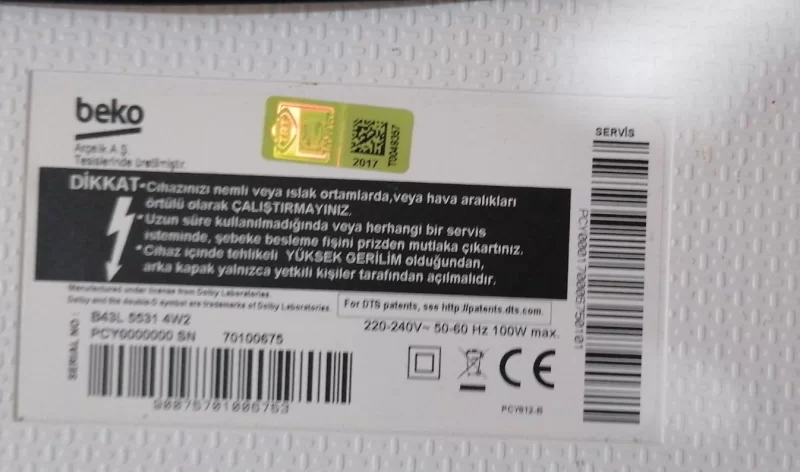 beko
Arçelik A.Ş.
Tesislerinde üretilmiştir.
2017
T0049357
SERVİS
DİKKAT•Cihazınızı nemli veya ıslak ortamlarda,veya hava aralıkları
örtülü olarak ÇALIŞTIRMAYINIZ.
•Uzun süre kullanılmadığında veya herhangi bir servis
isteminde, şebeke besleme fişini prizden mutlaka çıkartınız.
•Cihaz içinde tehlikeli YÜKSEK GERİLİM olduğundan,
arka kapak yalnızca yetkili kişiler tarafından açılmalıdır.
Manufactured under license from Dolby Laboratories.
Dolby and the double-D symbol are trademarks of Dolby Laboratories.
For DTS patents, see http://patents.dts.com.
B43L 5531 4W2
220-240V~ 50-60 Hz 100W max.
PCY0000000 SN 70100675
SERIAL NO :
CE
PCY612-B